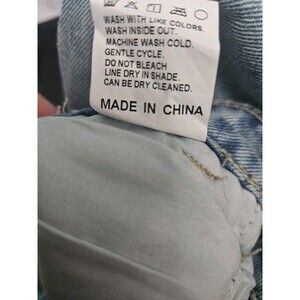 WASH WITH LIKE COLORS.
WASH INSIDE OUT.
MACHINE WASH COLD.
GENTLE CYCLE.
DO NOT BLEACH
LINE DRY IN SHADE.
CAN BE DRY CLEANED.
MADE IN CHINA